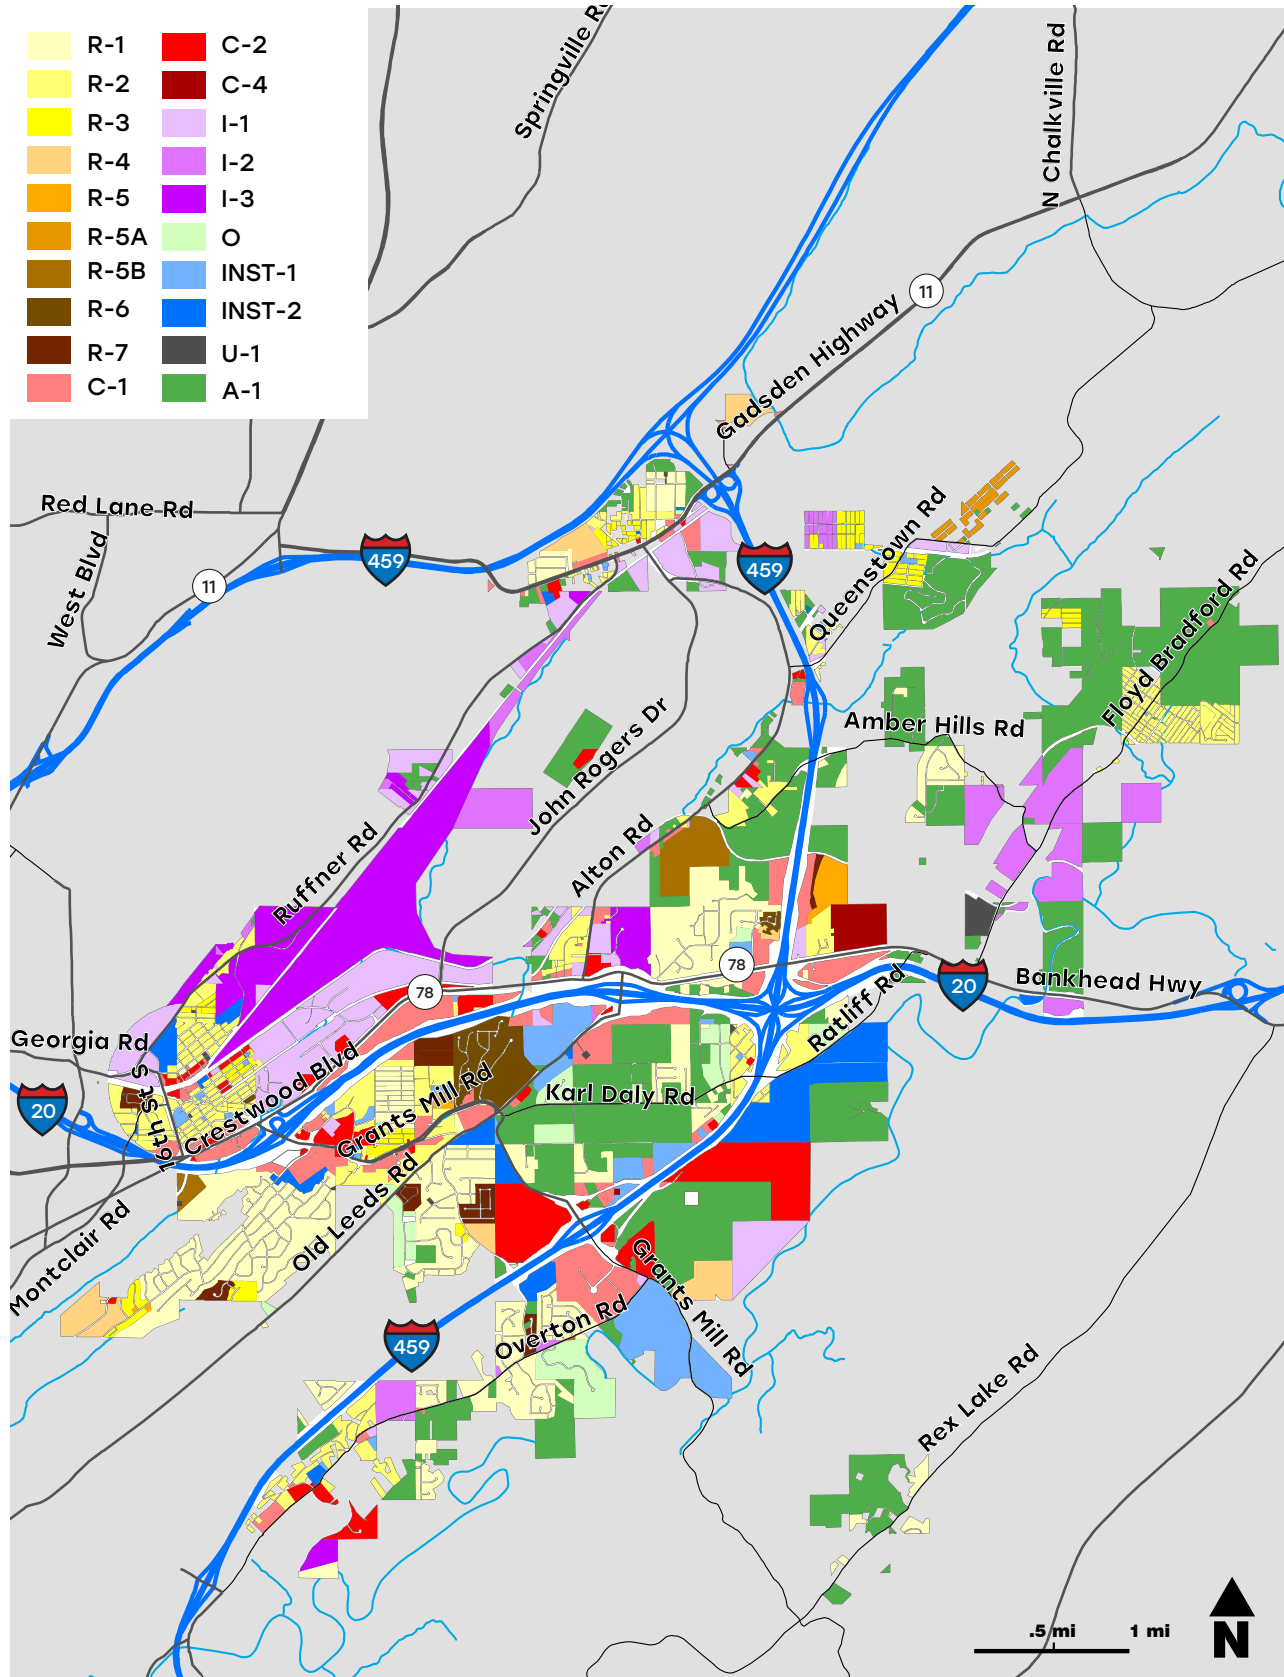 R-1
R-2
R-3
R-4
R-5
R-5A
R-5B
R-6
R-7
C-1
C-2
C-4
I-1
I-2
I-3
O
INST-1
INST-2
U-1
A-1
Springville Rd
N Chalkville Rd
11
Gadsden Highway
Red Lane Rd
West Blvd
11
459
459
Queenstown Rd
Floyd Bradford Rd
Amber Hills Rd
John Rogers Dr
Alton Rd
Ruffner Rd
78
78
20
Bankhead Hwy
Ratliff Rd
Georgia Rd
20
16th St S
Crestwood Blvd
Grants Mill Rd
Karl Daly Rd
Old Leeds Rd
Montclair Rd
Grants Mill Rd
Overton Rd
459
Rex Lake Rd
.5 mi
1 mi
N